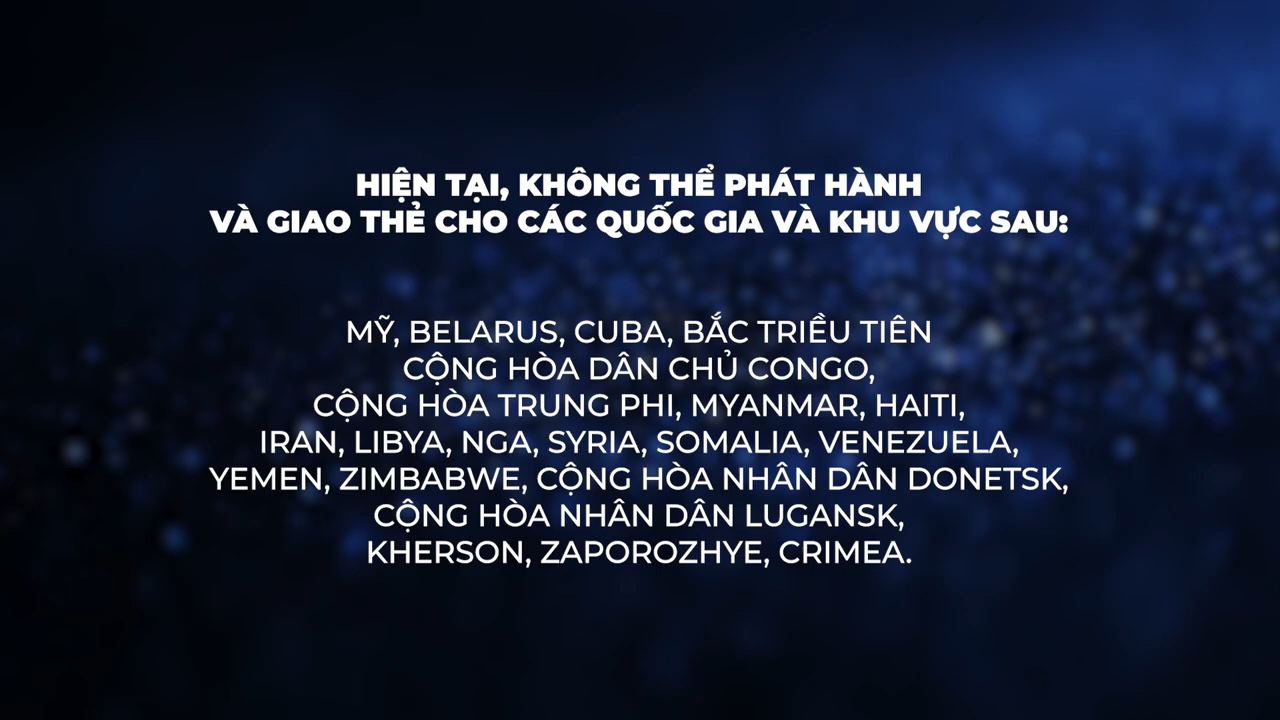 HIỆN TẠI, KHÔNG THỂ PHÁT HÀNH
VÀ GIAO THẺ CHO CÁC QUỐC GIA VÀ KHU VỰC SAU:
MỸ, BELARUS, CUBA, BẮC TRIỀU TIÊN
CỘNG HÒA DÂN CHỦ CONGO,
CỘNG HÒA TRUNG PHI, MYANMAR, HAITI,
IRAN, LIBYA, NGA, SYRIA, SOMALIA, VENEZUELA,
YEMEN, ZIMBABWE, CỘNG HÒA NHÂN DÂN DONETSK,
CỘNG HÒA NHÂN DÂN LUGANSK,
KHERSON, ZAPOROZHYE, CRIMEA.